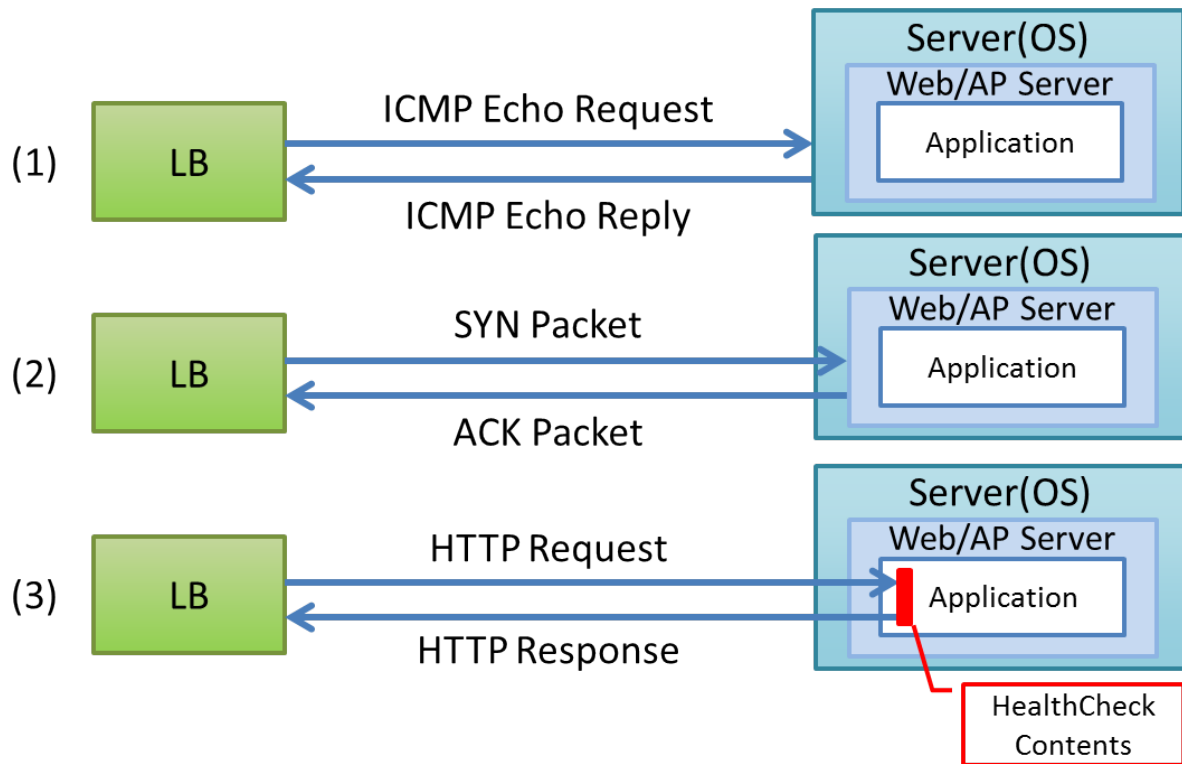 (1)
LB
ICMP Echo Request
ICMP Echo Reply
Server(OS)
Web/AP Server
Application
(2)
LB
SYN Packet
ACK Packet
Server(OS)
Web/AP Server
Application
(3)
LB
HTTP Request
HTTP Response
Server(OS)
Web/AP Server
Application
HealthCheck
Contents